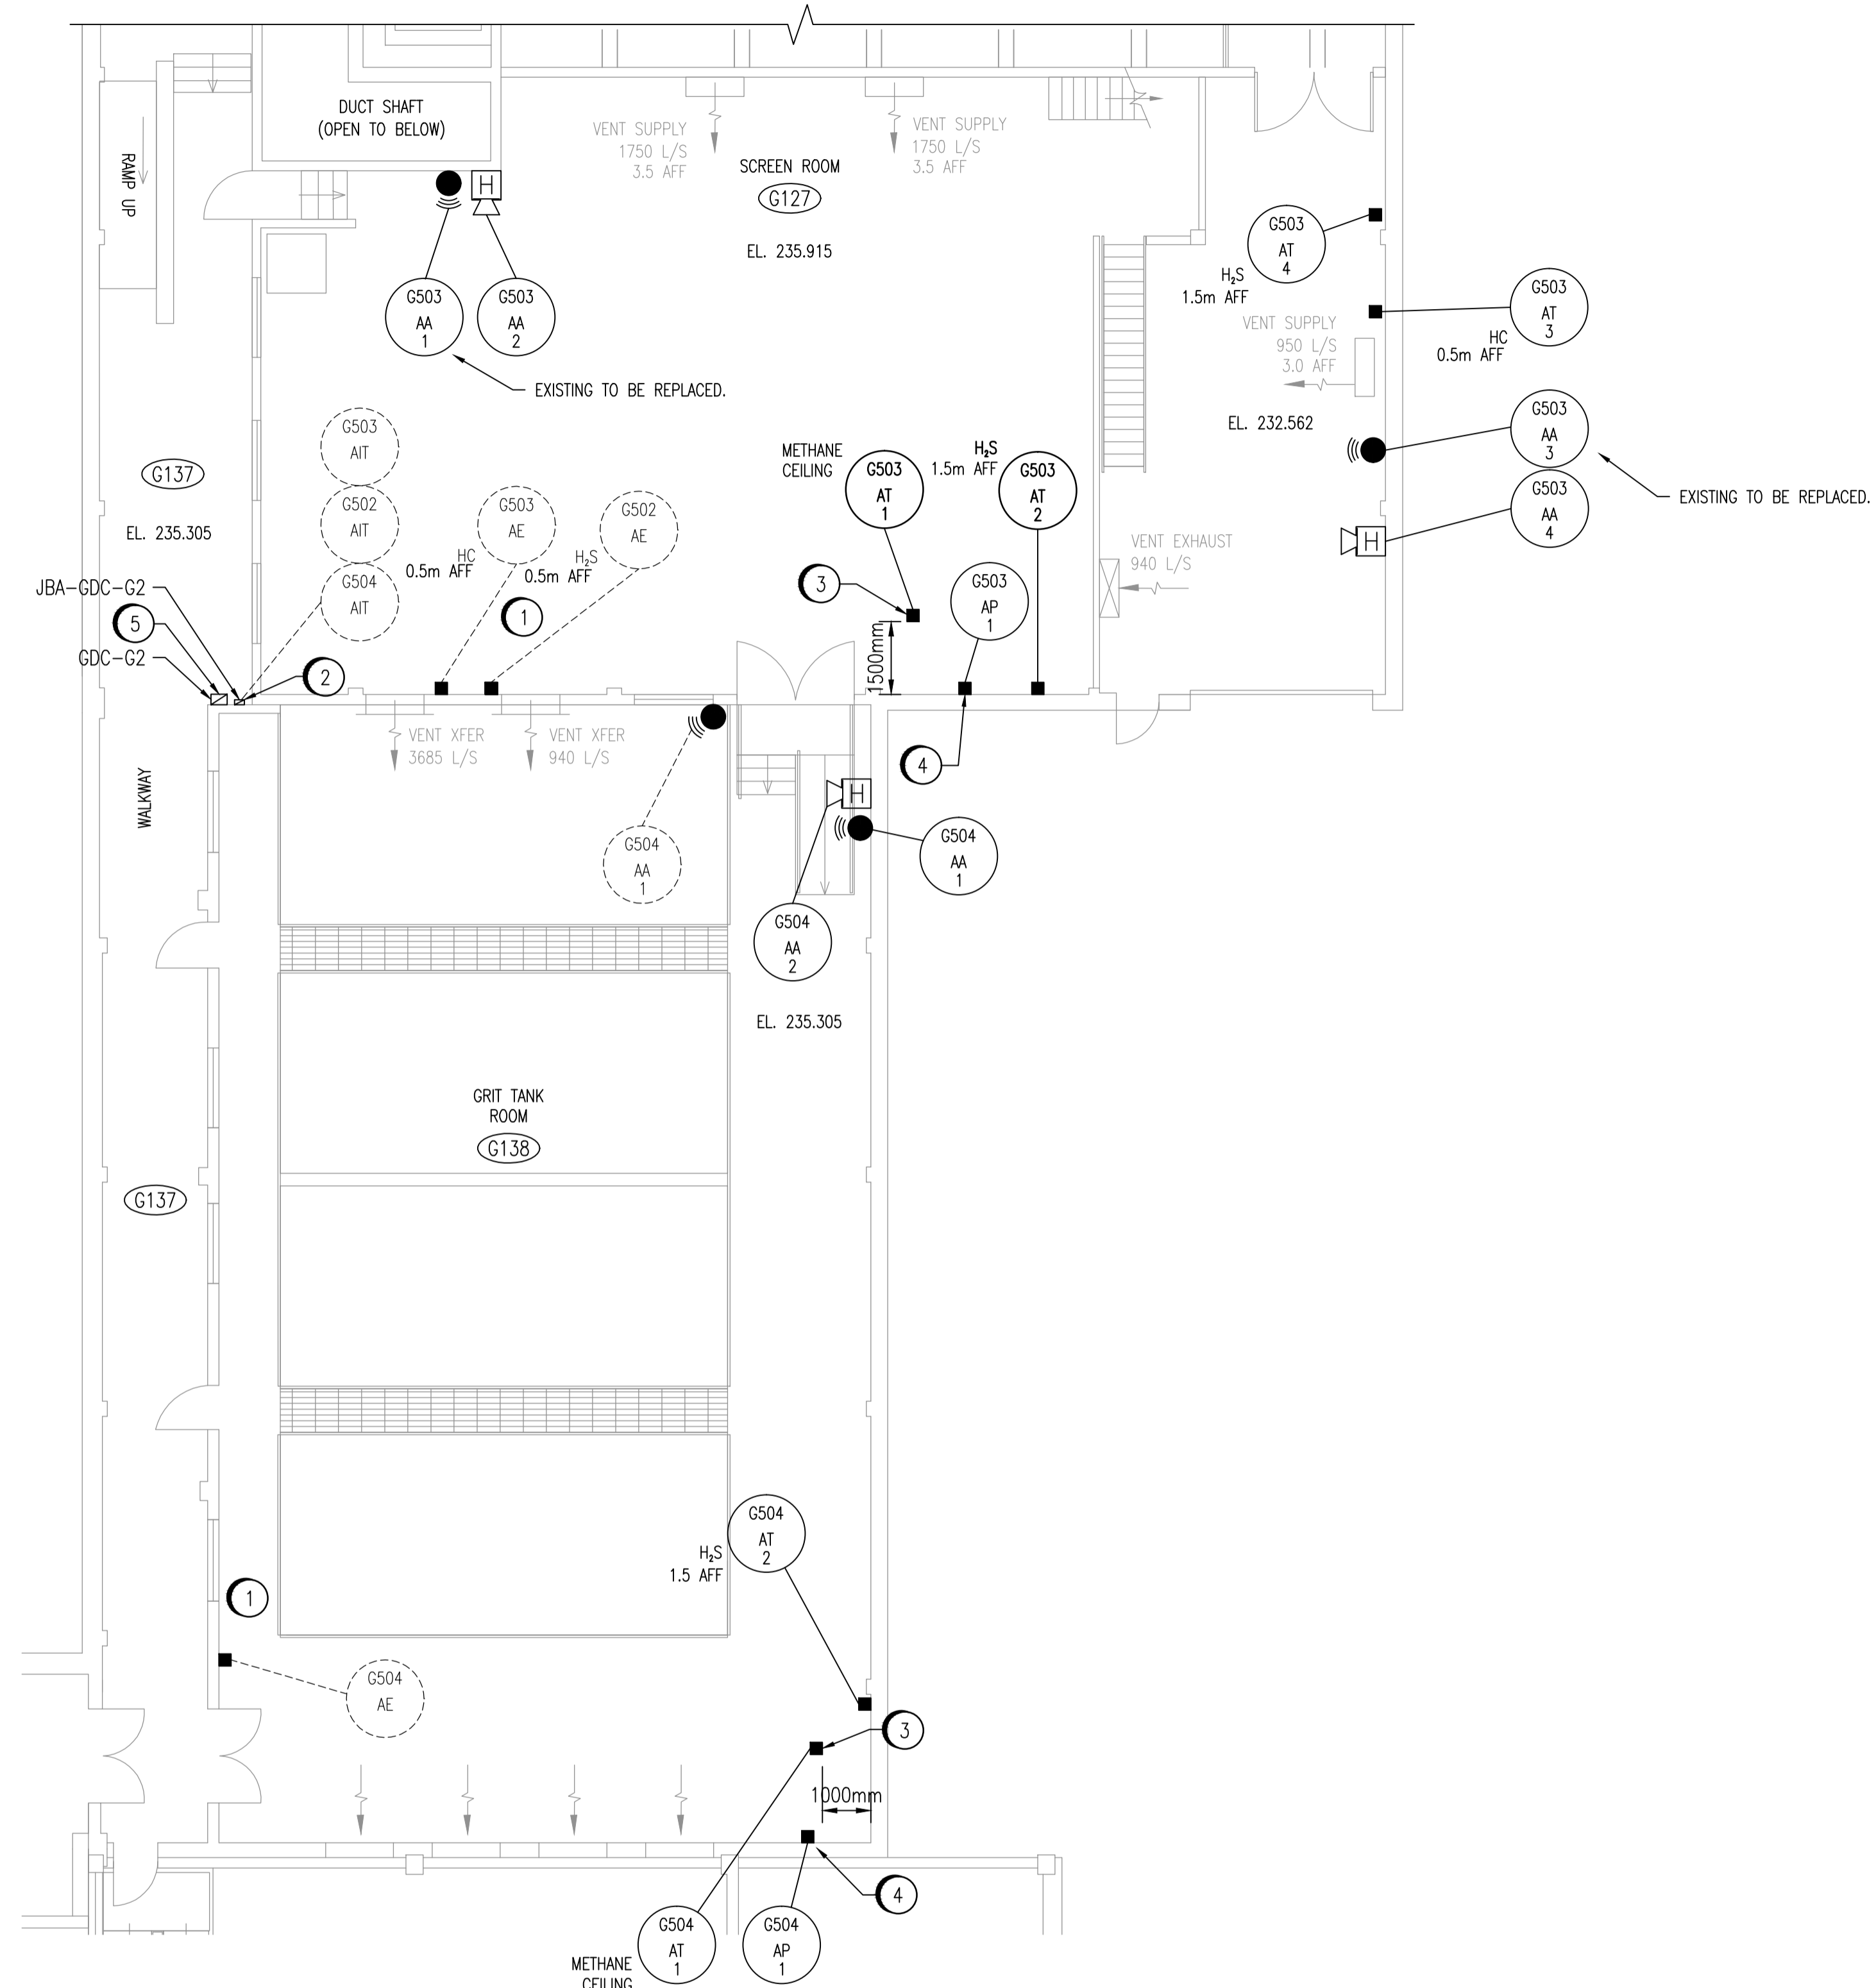 DUCT SHAFT
(OPEN TO BELOW)
RAMP UP
VENT SUPPLY
1750 L/S
3.5 AFF
VENT SUPPLY
1750 L/S
3.5 AFF
SCREEN ROOM
G127
EL. 235.915
H
G503
AA
1
G503
AA
2
EXISTING TO BE REPLACED.
G503
AT
4
H₂S
1.5m AFF
G503
AT
3
HC
0.5m AFF
VENT SUPPLY
950 L/S
3.0 AFF
EL. 232.562
G503
AA
3
G503
AA
4
EXISTING TO BE REPLACED.
H
G137
EL. 235.305
G503
AIT
G502
AIT
G504
AIT
HC
0.5m AFF
G503
AE
H₂S
0.5m AFF
G502
AE
1
METHANE
CEILING
G503
AT
1
H₂S
1.5m AFF
G503
AT
2
3
G503
AP
1
1500mm
VENT EXHAUST
940 L/S
JBA-GDC-G2
5
GDC-G2
2
VENT XFER
3685 L/S
VENT XFER
940 L/S
4
WALKWAY
H
G504
AA
1
G504
AA
1
G504
AA
2
EL. 235.305
GRIT TANK
ROOM
G138
G137
G504
AT
2
H₂S
1.5 AFF
1
G504
AE
3
1000mm
4
G504
AT
1
G504
AP
1
METHANE
CEILING